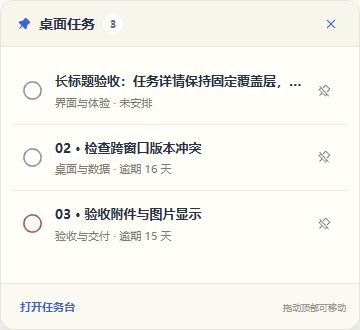 桌面任务 3
长标题验收：任务详情保持固定覆盖层，...
界面与体验 · 未安排
02 • 检查跨窗口版本冲突
桌面与数据 · 逾期 16 天
03 • 验收附件与图片显示
验收与交付 · 逾期 15 天
打开任务台
拖动顶部可移动